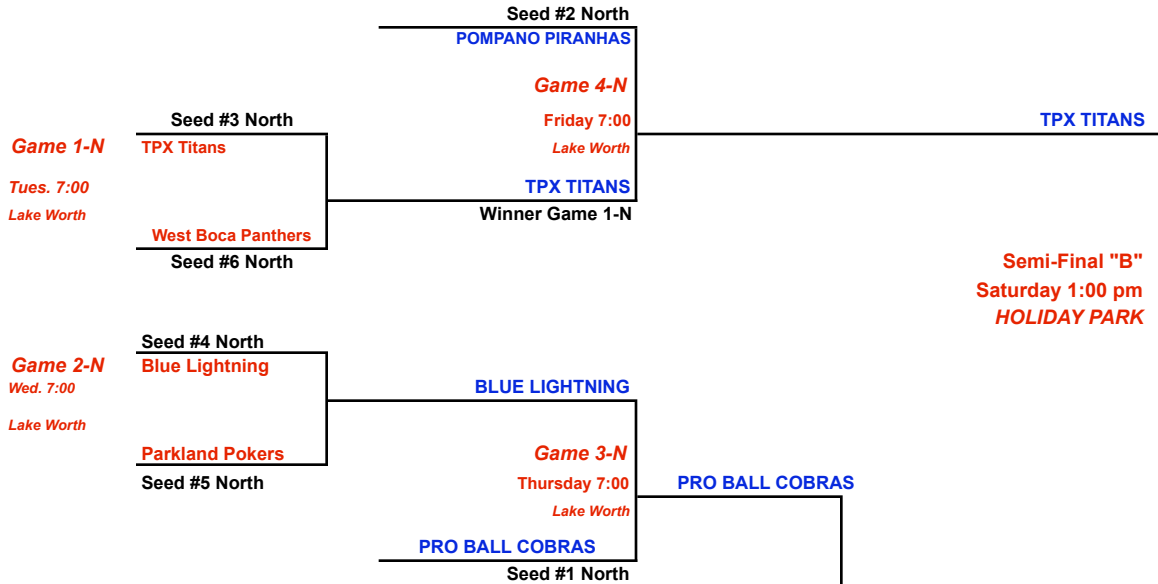 Seed #2 North
POMPANO PIRANHAS
Game 4-N
Seed #3 North
Friday 7:00
TPX TITANS
Game 1-N
TPX Titans
Lake Worth
Tues. 7:00
TPX TITANS
Lake Worth
Winner Game 1-N
West Boca Panthers
Seed #6 North
Semi-Final "B"
Saturday 1:00 pm
HOLIDAY PARK
Seed #4 North
Game 2-N
Blue Lightning
Wed. 7:00
BLUE LIGHTNING
Lake Worth
Parkland Pokers
Game 3-N
Seed #5 North
Thursday 7:00
PRO BALL COBRAS
Lake Worth
PRO BALL COBRAS
Seed #1 North